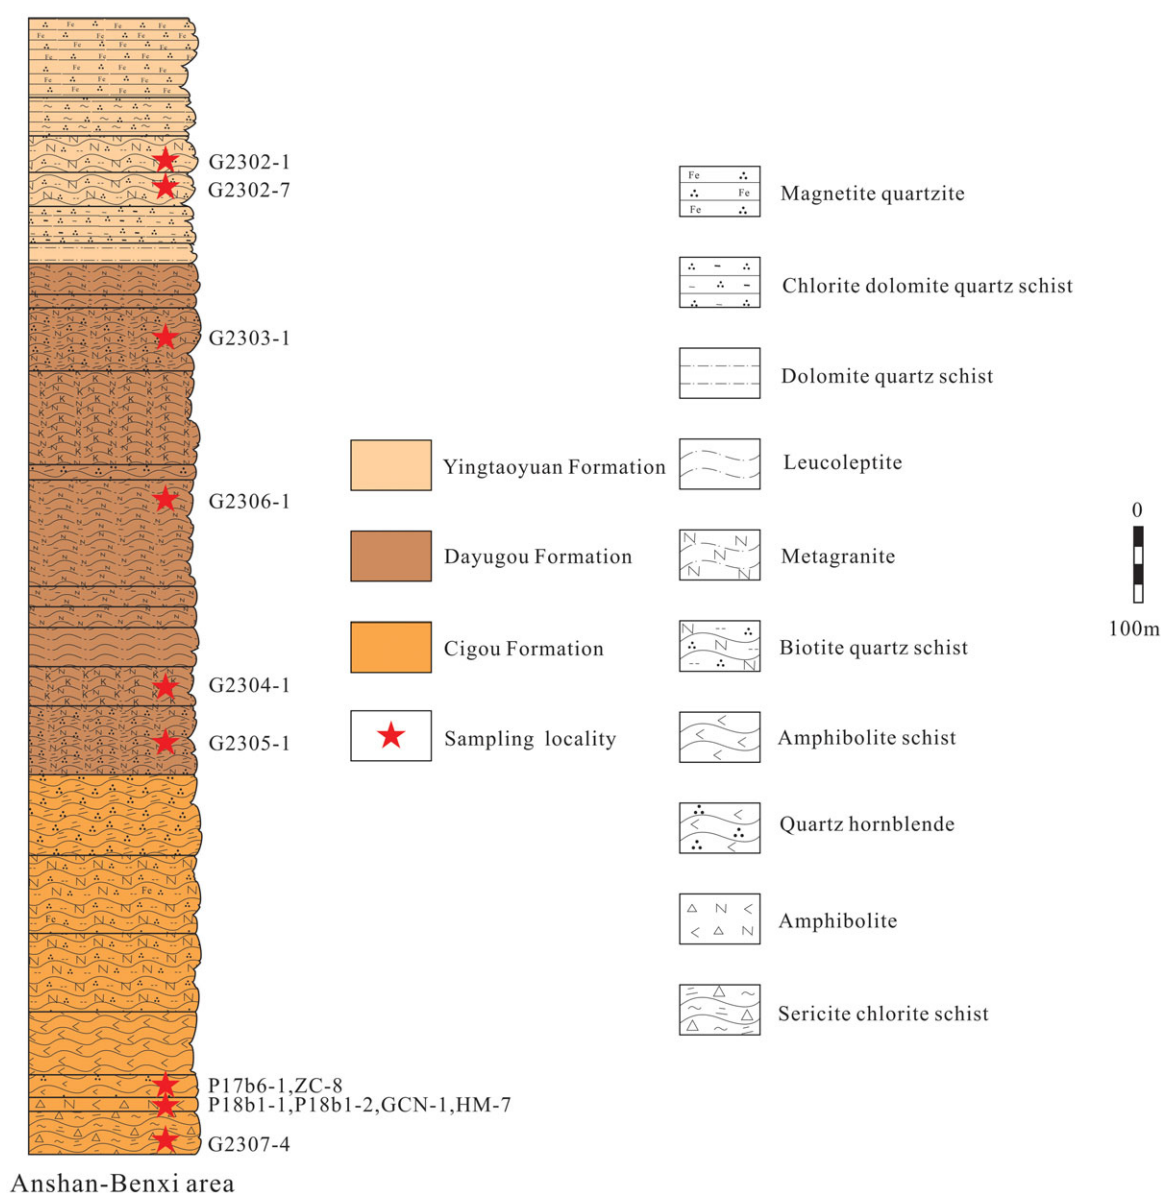 G2302-1
G2302-7
G2303-1
G2306-1
G2304-1
G2305-1
P17b6-1,ZC-8
P18b1-1,P18b1-2,GCN-1,HM-7
G2307-4
Anshan-Benxi area
Yingtaoyuan Formation
Dayugou Formation
Cigou Formation
Sampling locality
Fe
Fe
Fe
Magnetite quartzite
Chlorite dolomite quartz schist
Dolomite quartz schist
Leucoleptite
N N
N
N N
Metagranite
N
N
N
Biotite quartz schist
Amphibolite schist
Quartz hornblende
N
N
Amphibolite
Sericite chlorite schist
0
100m